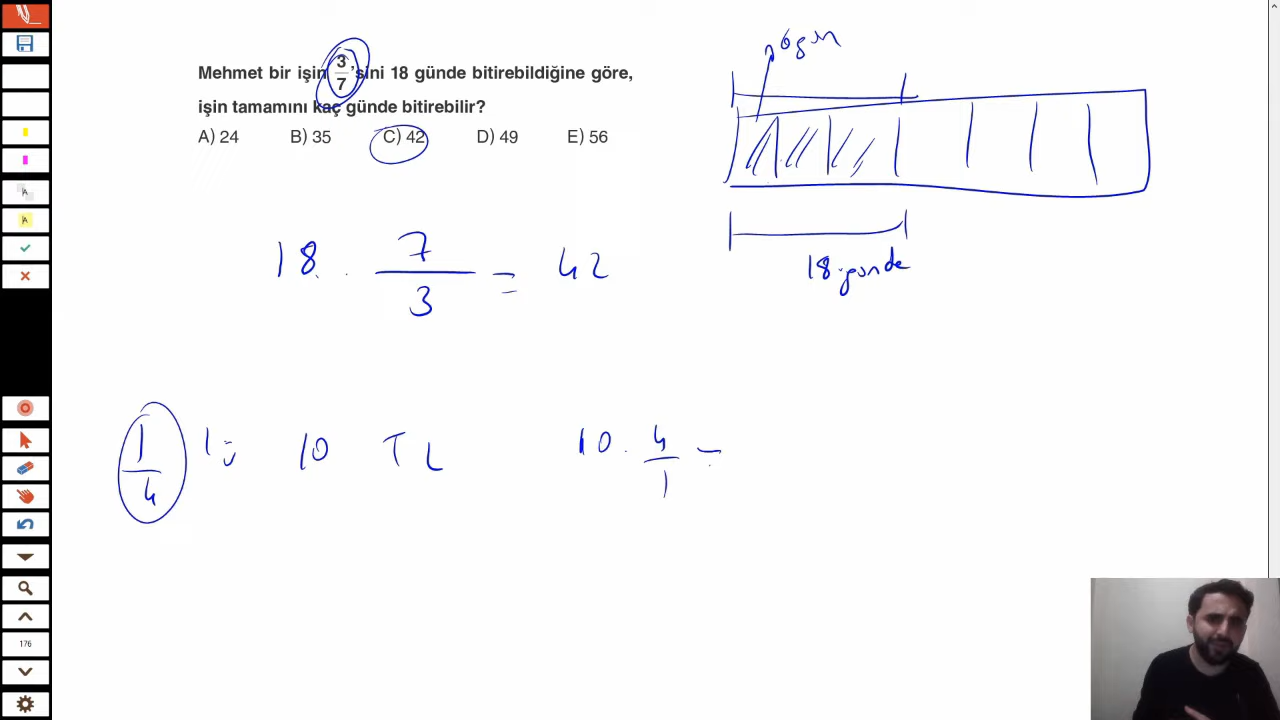 Mehmet bir işin 3/7'sini 18 günde bitirebildiğine göre,
işin tamamını kaç günde bitirebilir?
A) 24 B) 35 C) 42 D) 49 E) 56
6 gün
18 günde
18 . 7/3 = 42
1/4 'i 10 TL
10 . 4/1 =
176